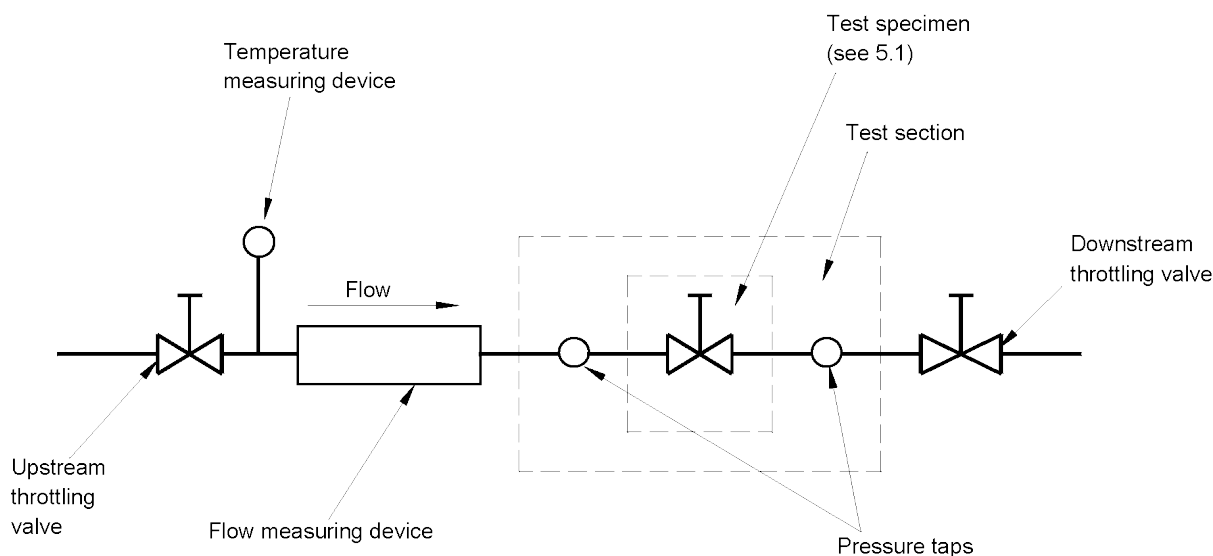 Test specimen
(see 5.1)
Temperature
measuring device
Test section
Downstream
throttling valve
Flow
Upstream
throttling
valve
Flow measuring device
Pressure taps